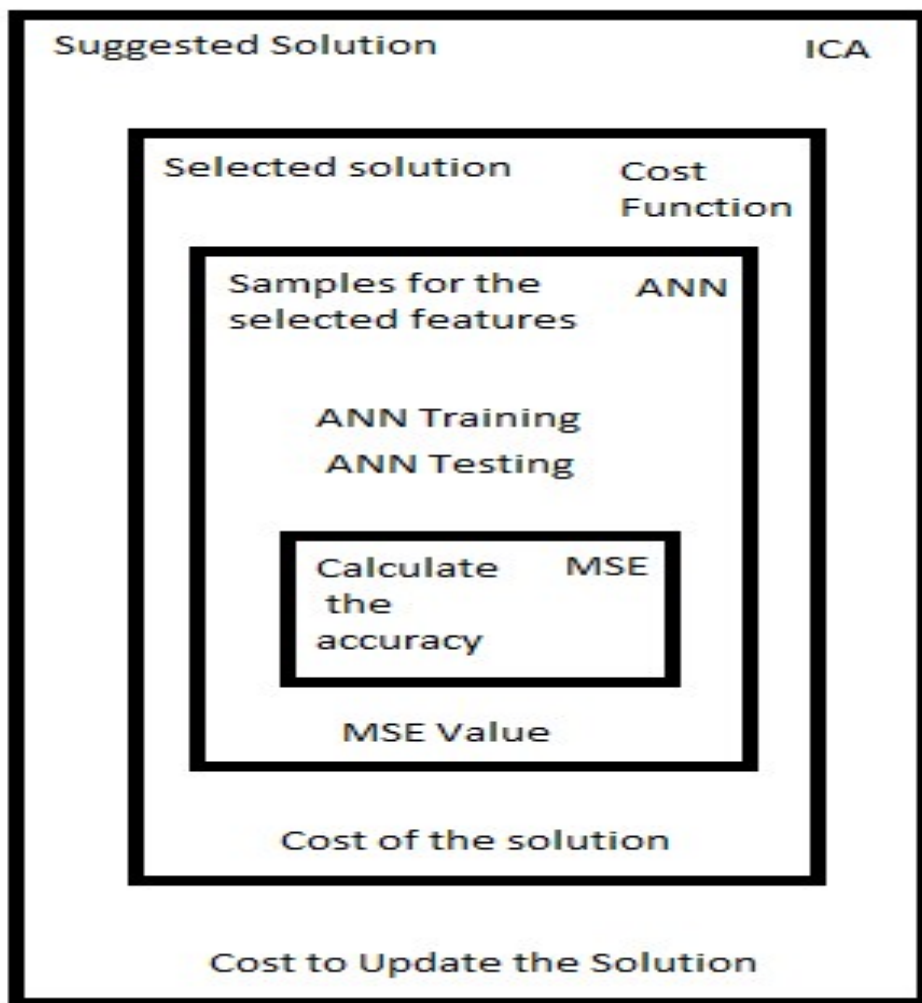 Suggested Solution
ICA
Selected solution
Cost
Function
Samples for the
selected features
ANN
ANN Training
ANN Testing
Calculate
the
accuracy
MSE
MSE Value
Cost of the solution
Cost to Update the Solution